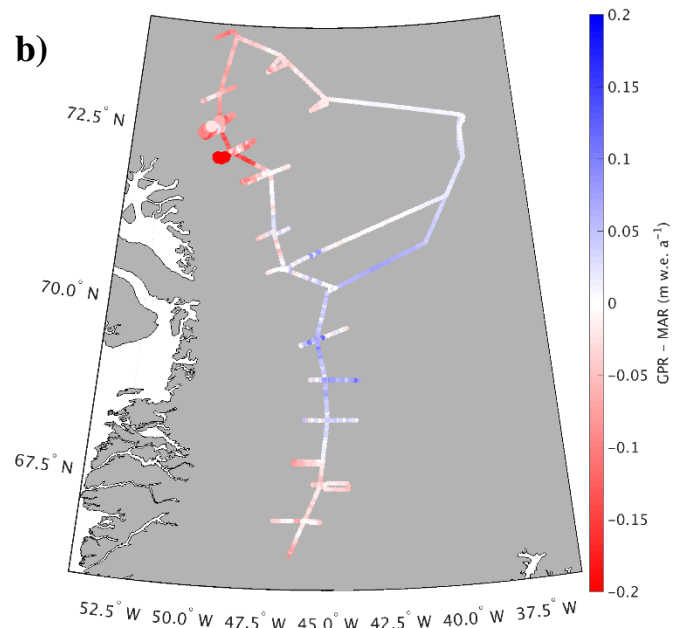 b)
72.5° N
70.0° N
67.5° N
52.5° W 50.0° W 47.5° W 45.0° W 42.5° W 40.0° W 37.5° W
0.2
0.15
0.1
0.05
0
−0.05
−0.1
−0.15
−0.2
GPR − MAR (m w.e. a⁻¹)